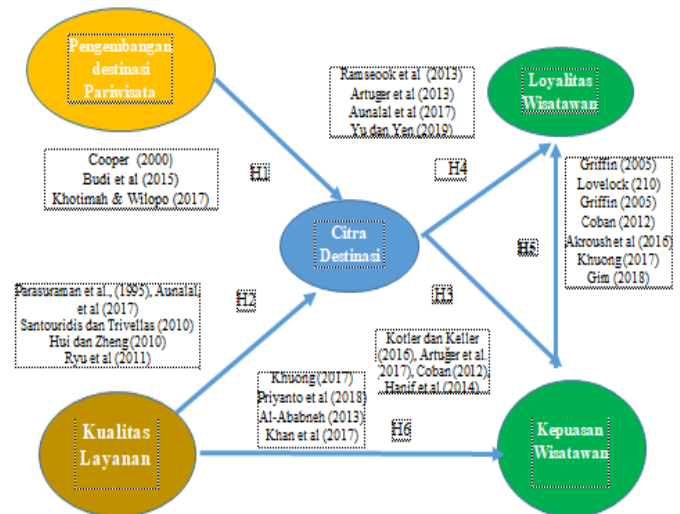 Pengembangan
destinasi
Pariwisata
Ramseook et al (2013)
Artuger et al (2013)
Aunalal et al (2017)
Yu dan Yen (2019)
Loyalitas
Wisatawan
Cooper (2000)
Budi et al (2015)
Khotimah & Wilopo (2017)
H1
H4
Griffin (2005)
Lovelock (210)
Griffin (2005)
Coban (2012)
Akroush et al (2016)
Khuong (2017)
Gim (2018)
Citra
Destinasi
H5
Parasuraman et al., (1995), Aunalal,
et al (2017)
Santouridis dan Trivellas (2010)
Hui dan Zheng (2010)
Ryu et al (2011)
H2
H3
Kotler dan Keller
(2016), Artuğer et al.
2017), Coban (2012),
Hanif et al (2014)
Khuong (2017)
Priyanto et al (2018)
Al-Ababneh (2013)
Khan et al (2017)
H6
Kualitas
Layanan
Kepuasan
Wisatawan